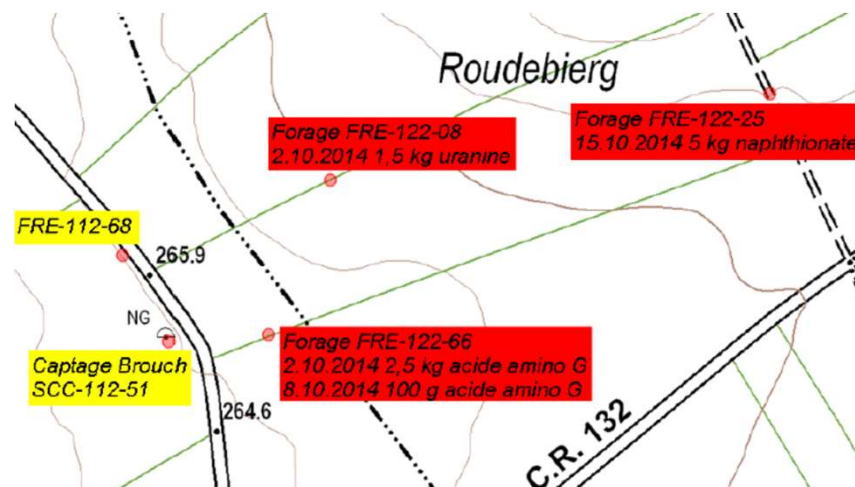 Roudebierg
Forage FRE-122-08
2.10.2014 1,5 kg uranine
Forage FRE-122-25
15.10.2014 5 kg naphthionate
FRE-112-68
265.9
NG
Captage Brouch
SCC-112-51
Forage FRE-122-66
2.10.2014 2,5 kg acide amino G
8.10.2014 100 g acide amino G
264.6
C.R. 132